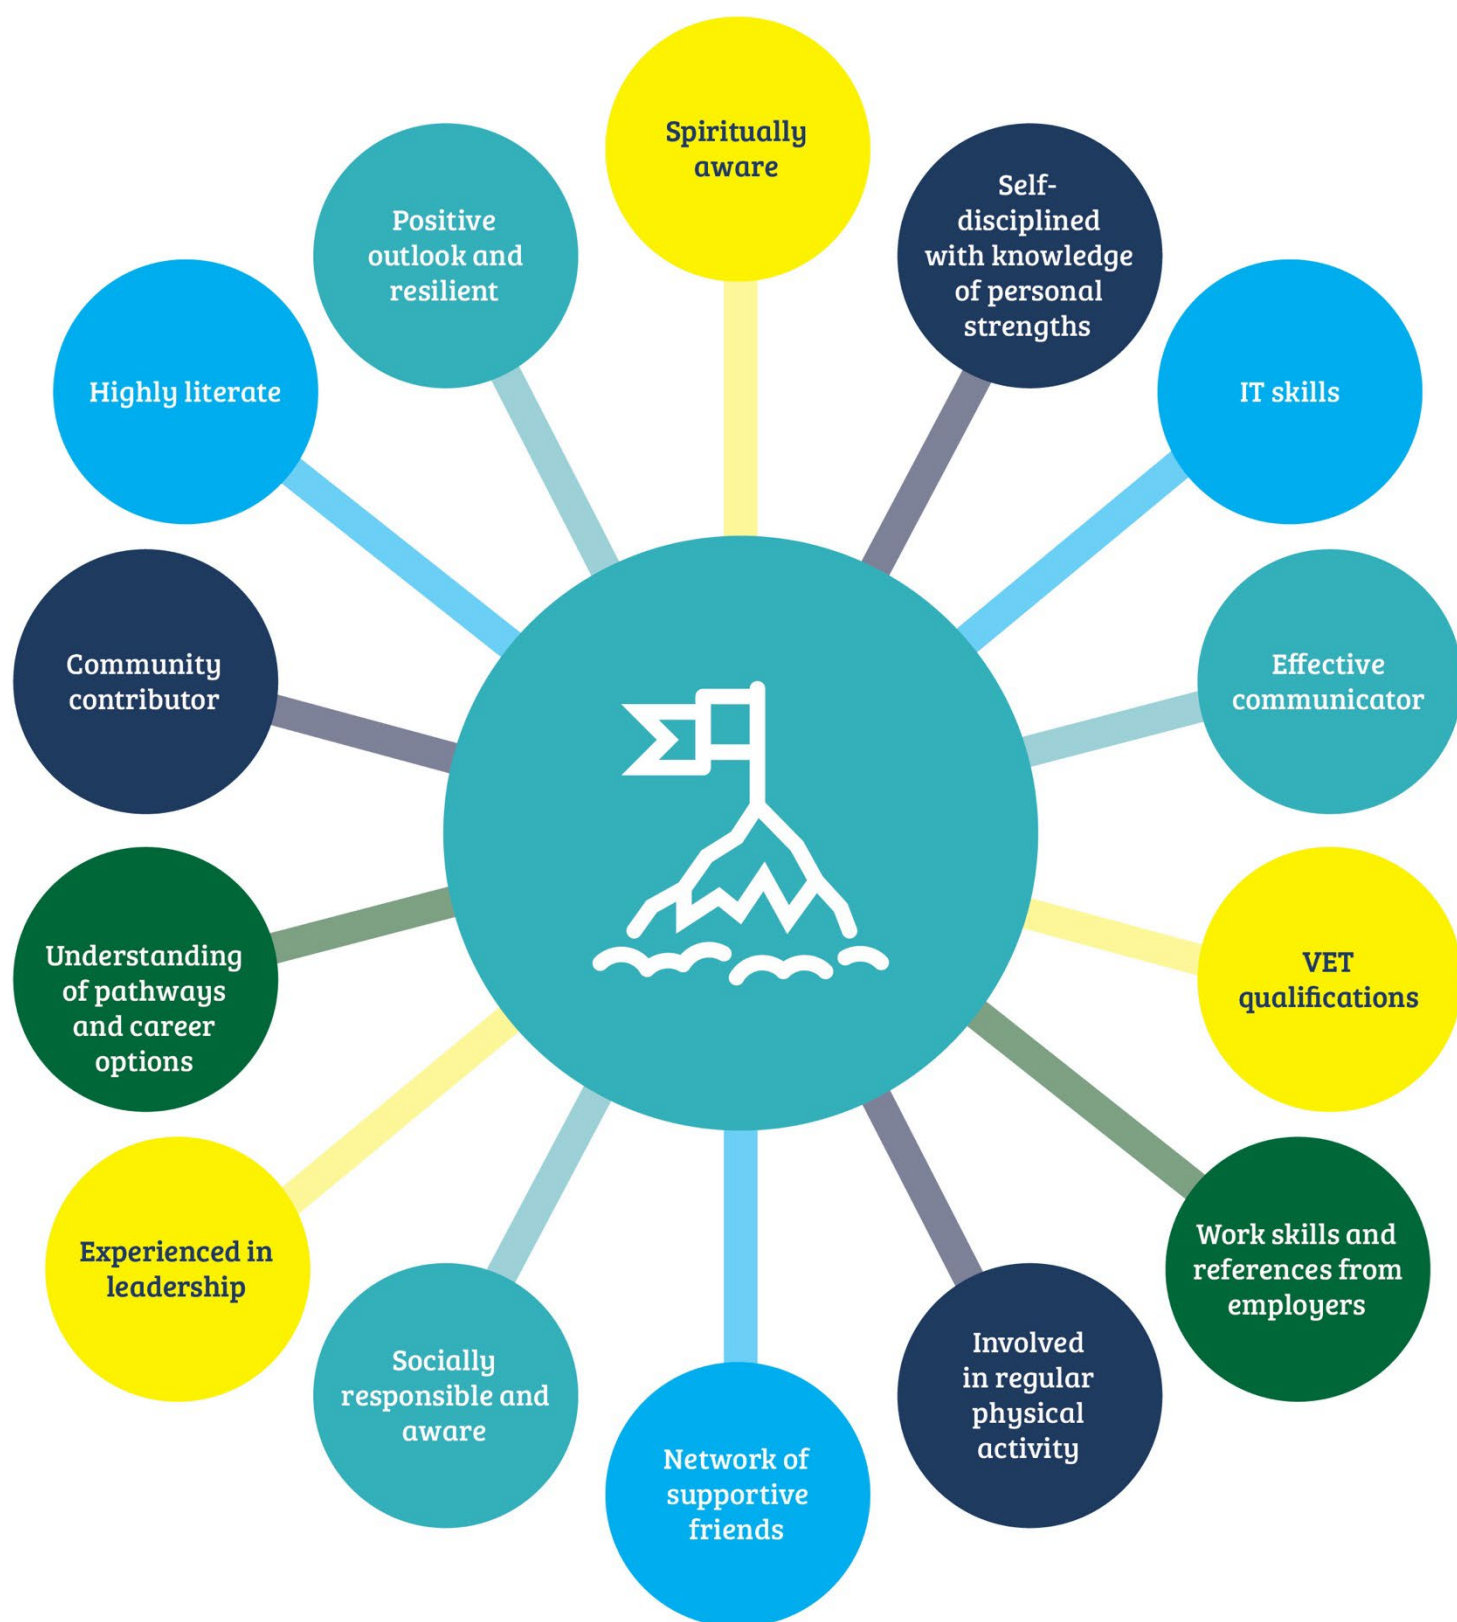 Spiritually
aware
Self-
disciplined
with knowledge
of personal
strengths
IT skills
Effective
communicator
VET
qualifications
Work skills and
references from
employers
Involved
in regular
physical
activity
Network of
supportive
friends
Socially
responsible and
aware
Experienced in
leadership
Understanding
of pathways
and career
options
Community
contributor
Highly literate
Positive
outlook and
resilient